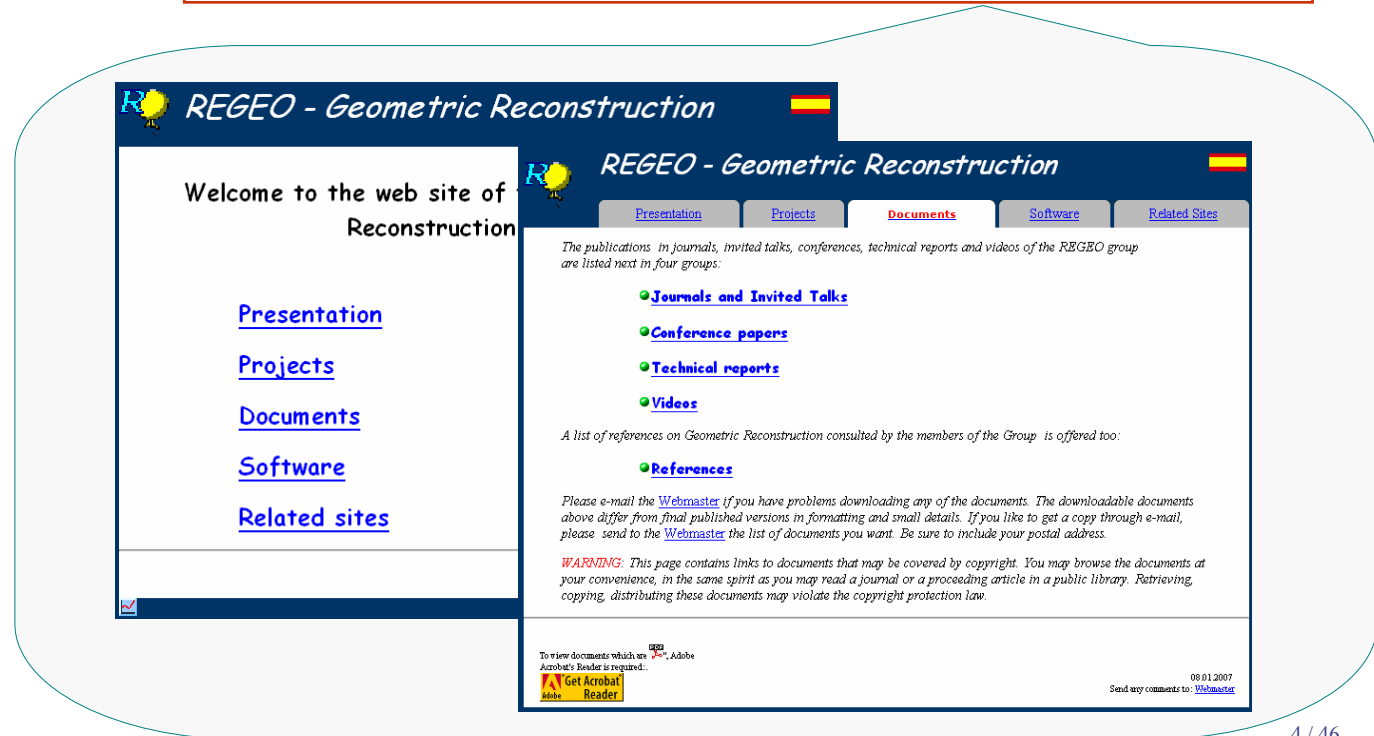 REGEO - Geometric Reconstruction
Welcome to the web site of
Reconstruction
Presentation
Projects
Documents
Software
Related sites
REGEO - Geometric Reconstruction
Presentation Projects Documents Software Related Sites
The publications in journals, invited talks, conferences, technical reports and videos of the REGEO group
are listed next in four groups:
Journals and Invited Talks
Conference papers
Technical reports
Videos
A list of references on Geometric Reconstruction consulted by the members of the Group is offered too:
References
Please e-mail the Webmaster if you have problems downloading any of the documents. The downloadable documents
above differ from final published versions in formatting and small details. If you like to get a copy through e-mail,
please send to the Webmaster the list of documents you want. Be sure to include your postal address.
WARNING: This page contains links to documents that may be covered by copyright. You may browse the documents at
your convenience, in the same spirit as you may read a journal or a proceeding article in a public library. Retrieving,
copying, distributing these documents may violate the copyright protection law.
To view documents which are PDF", Adobe
Acrobat's Reader is required:.
Get Acrobat
Adobe Reader
08.01.2007
Send any comments to: Webmaster
4 / 46